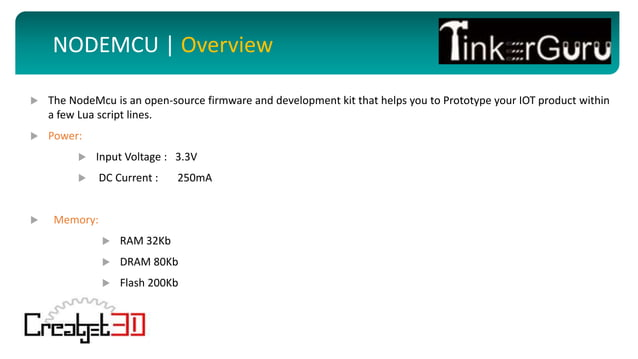 NODEMCU | Overview
TinkerGuru
The NodeMcu is an open-source firmware and development kit that helps you to Prototype your IOT product within
a few Lua script lines.
Power:
Input Voltage : 3.3V
DC Current : 250mA
Memory:
RAM 32Kb
DRAM 80Kb
Flash 200Kb
Creatjet3D